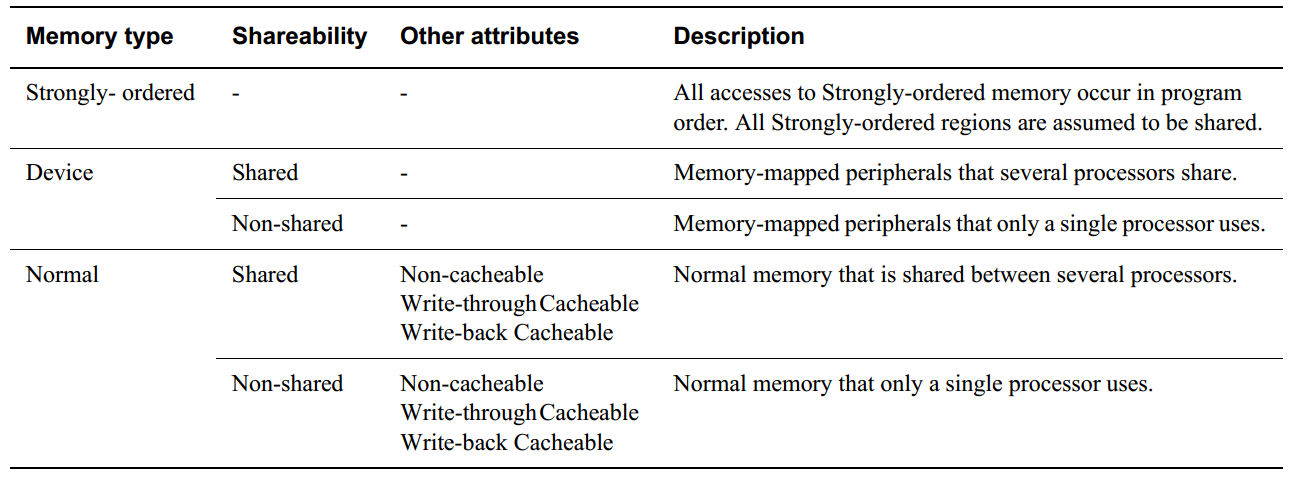 Memory type Shareability Other attributes Description
Strongly- ordered - - All accesses to Strongly-ordered memory occur in program
order. All Strongly-ordered regions are assumed to be shared.
Device Shared - Memory-mapped peripherals that several processors share.
Non-shared - Memory-mapped peripherals that only a single processor uses.
Normal Shared Non-cacheable Normal memory that is shared between several processors.
Write-through Cacheable
Write-back Cacheable
Non-shared Non-cacheable Normal memory that only a single processor uses.
Write-through Cacheable
Write-back Cacheable